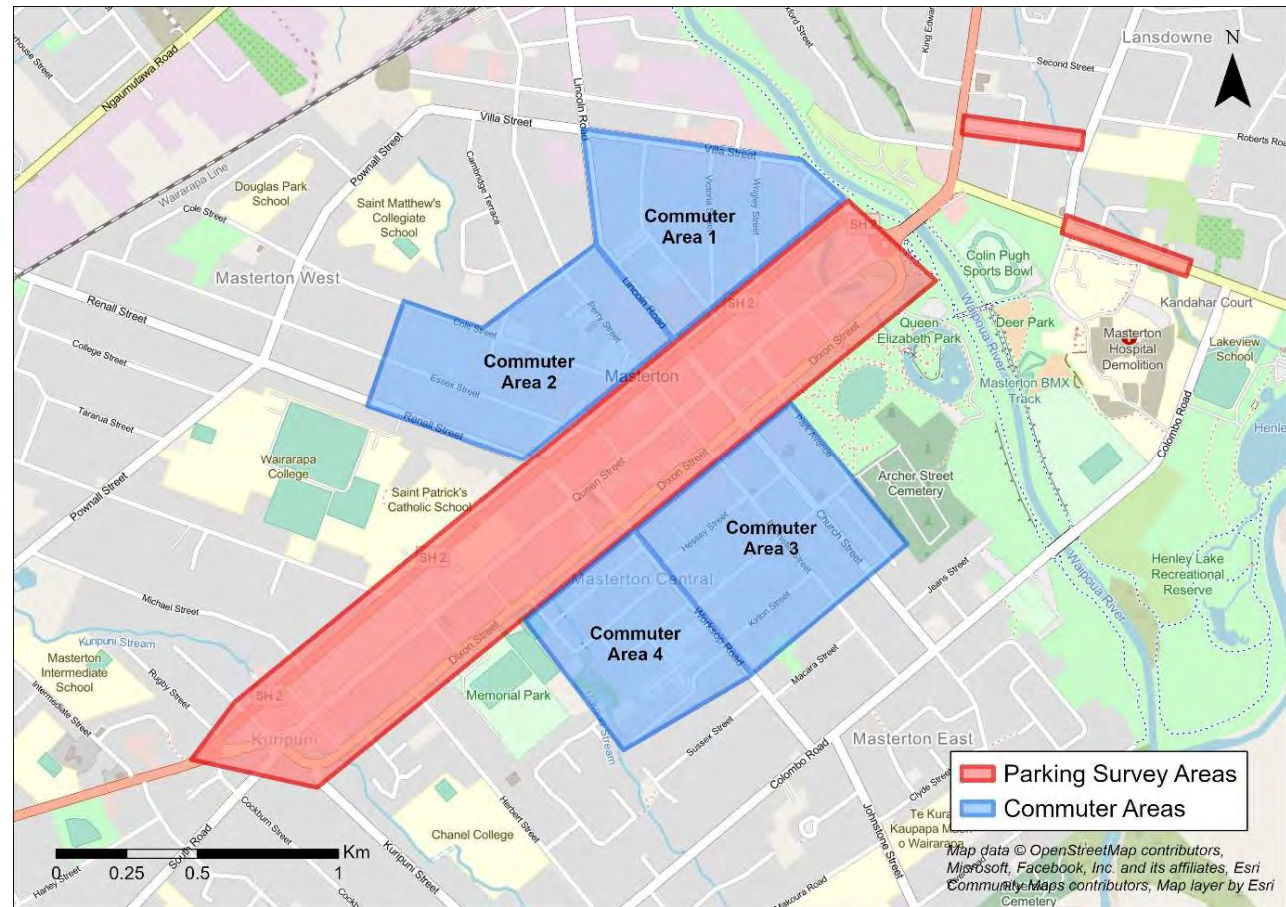 Ngaumutawa Road
Lincoln Road
King Edwar
Lansdowne
N
Second Street
Villa Street
Pownall Street
Wairarapa Line
Cambridge Terrace
Villa Street
Roberts Roa
Douglas Park
School
Cole Street
Saint Matthew's
Collegiate
School
Victoria Stree
Wrigley Street
Commuter
Area 1
SH 2
Colin Pugh
Sports Bowl
Masterton West
Renall Street
College Street
Tararua Street
Cole Street
Perry Street
Lincoln Road
SH 2
Commuter
Area 2
Essex Street
Masterton
Renall Street
Dixon Street
Queen
Elizabeth Park
Waipoua River
Deer Park
Masterton BMX
Track
Kandahar Court
Masterton
Hospital
Demolition
Lakeview
School
Henle
Colombo Road
Wairarapa
College
Pownall Street
Saint Patrick's
Catholic School
Queen Street
Dixon Street
Park Avenue
Archer Street
Cemetery
SH 2
Hessey Street
Commuter
Area 3
Church Street
Masterton Central
Jeans Street
Waipoua River
Henley Lake
Recreational
Reserve
Michael Street
Kuripuni
Stream
Masterton
Intermediate
School
Intermediate Street
Rugby Street
SH 2
Kuripuni
Dixon Street
Memorial Park
Commuter
Area 4
Worksop Road
Kirton Street
Macara Street
Stream
Sussex Street
Colombo Road
Masterton East
Clyde Street
Te Kura
Kaupapa
o Wairarapa
Johnstone Street
Herbert Street
Chanel College
Cockburn Street
South Road
Kuripuni Street
Harley Street
Makoura Road
Cemetery
Parking Survey Areas
Commuter Areas
0 0.25 0.5 1 Km
Map data © OpenStreetMap contributors,
Microsoft, Facebook, Inc. and its affiliates, Esri
Community Maps contributors, Map layer by Esri